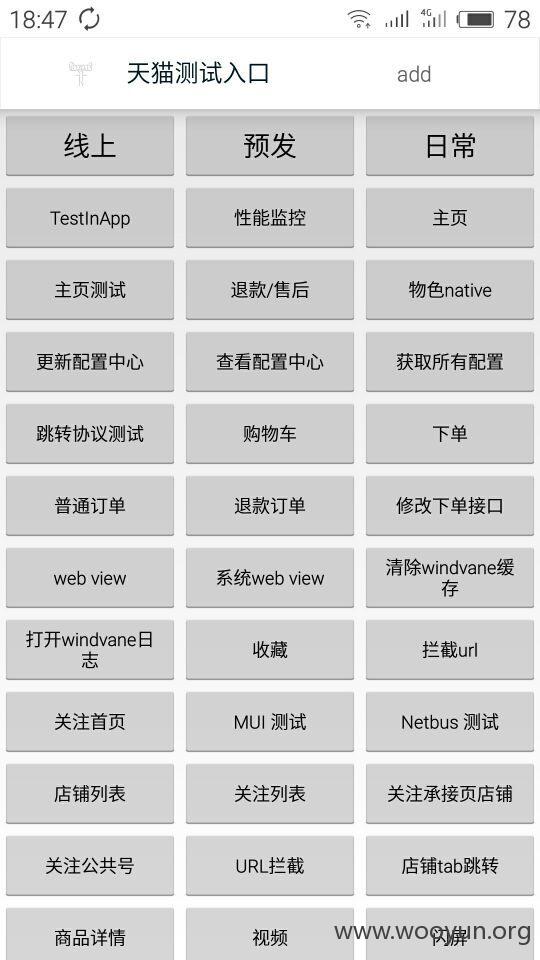 18:47 4G 78
天猫测试入口 add
线上 预发 日常
TestInApp 性能监控 主页
主页测试 退款/售后 物色native
更新配置中心 查看配置中心 获取所有配置
跳转协议测试 购物车 下单
普通订单 退款订单 修改下单接口
web view 系统web view 清除windvane缓
存
打开windvane日
志
收藏 拦截url
关注首页 MUI 测试 Netbus 测试
店铺列表 关注列表 关注承接页店铺
关注公共号 URL拦截 店铺tab跳转
商品详情 视频 闪屏
www.wooyun.org